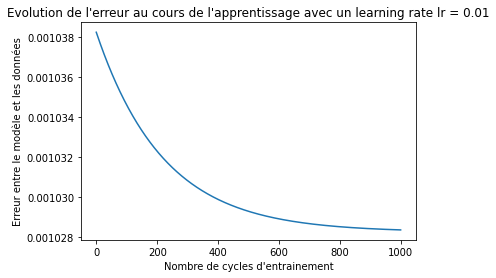 Evolution de l'erreur au cours de l'apprentissage avec un learning rate lr = 0.01
Erreur entre le modèle et les données
0.001038
0.001036
0.001034
0.001032
0.001030
0.001028
0 200 400 600 800 1000
Nombre de cycles d'entrainement